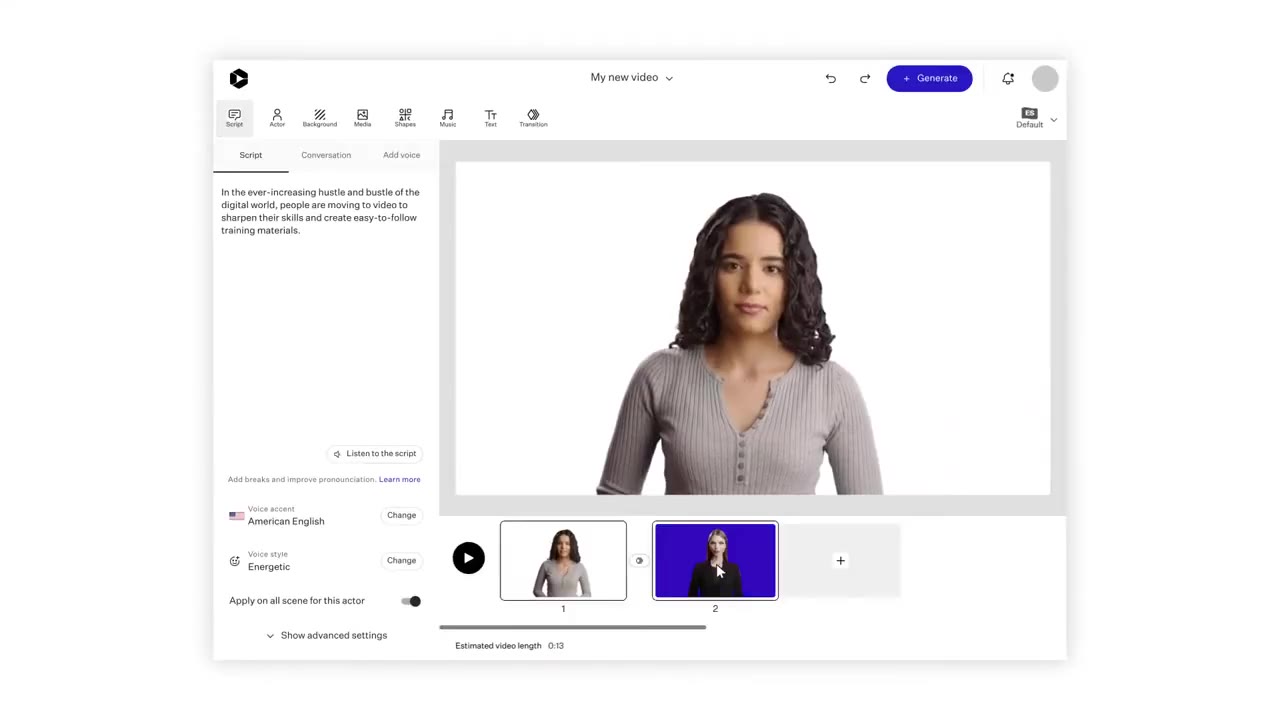 My new video
+ Generate
Script
Actor
Background
Media
Shapes
Music
Text
Transition
ES
Default
Script
Conversation
Add voice
In the ever-increasing hustle and bustle of the
digital world, people are moving to video to
sharpen their skills and create easy-to-follow
training materials.
Listen to the script
Add breaks and improve pronounciation. Learn more
Voice accent
American English
Change
Voice style
Energetic
Change
Apply on all scene for this actor
Show advanced settings
1
2
Estimated video length 0:13